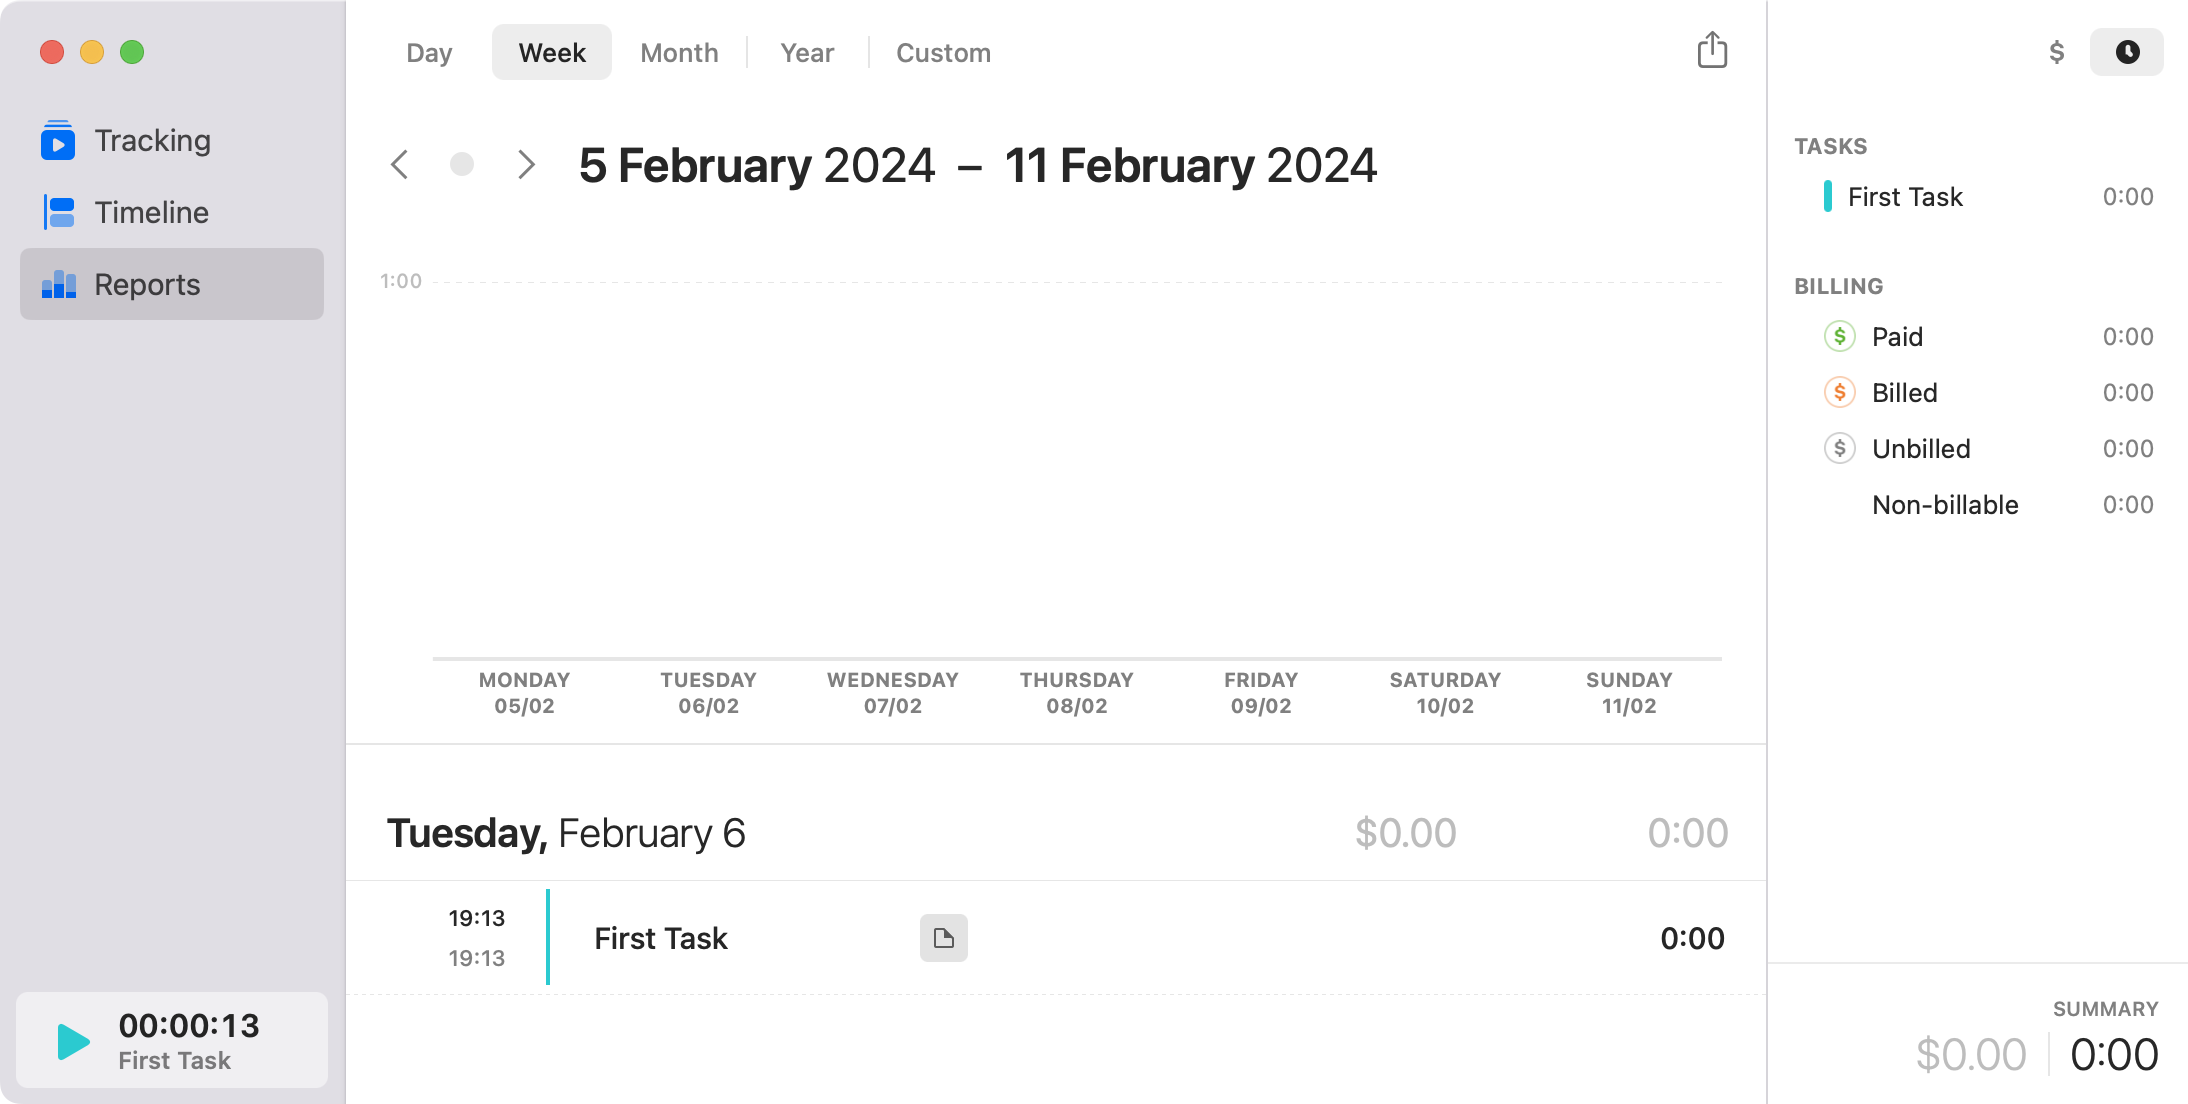 Tracking
Timeline
Reports
00:00:13
First Task
Day Week Month Year Custom
5 February 2024 – 11 February 2024
1:00
MONDAY TUESDAY WEDNESDAY THURSDAY FRIDAY SATURDAY SUNDAY
05/02 06/02 07/02 08/02 09/02 10/02 11/02
Tuesday, February 6 $0.00 0:00
19:13
First Task 0:00
19:13
$
TASKS
First Task 0:00
BILLING
$ Paid 0:00
$ Billed 0:00
$ Unbilled 0:00
Non-billable 0:00
SUMMARY
$0.00 0:00